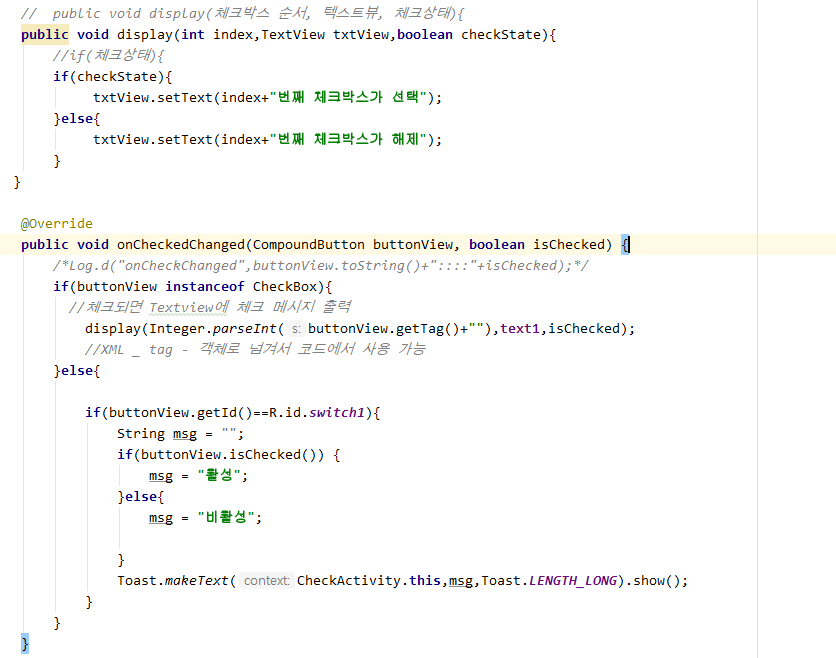 //  public void display(체크박스 순서, 텍스트뷰, 체크상태){
public void display(int index,TextView txtView,boolean checkState){
//if(체크상태){
if(checkState){
txtView.setText(index+"번째 체크박스가 선택");
}else{
txtView.setText(index+"번째 체크박스가 해제");
}
}
@Override
public void onCheckedChanged(CompoundButton buttonView, boolean isChecked) {
/*Log.d("onCheckChanged",buttonView.toString()+"::::"+isChecked);*/
if(buttonView instanceof CheckBox){
//체크되면 Textview에 체크 메시지 출력
display(Integer.parseInt( s: buttonView.getTag()+""),text1,isChecked);
//XML _ tag - 객체로 넘겨서 코드에서 사용 가능
}else{
if(buttonView.getId()==R.id.switch1){
String msg = "";
if(buttonView.isChecked()) {
msg = "활성";
}else{
msg = "비활성";
}
Toast.makeText( context: CheckActivity.this,msg,Toast.LENGTH_LONG).show();
}
}
}